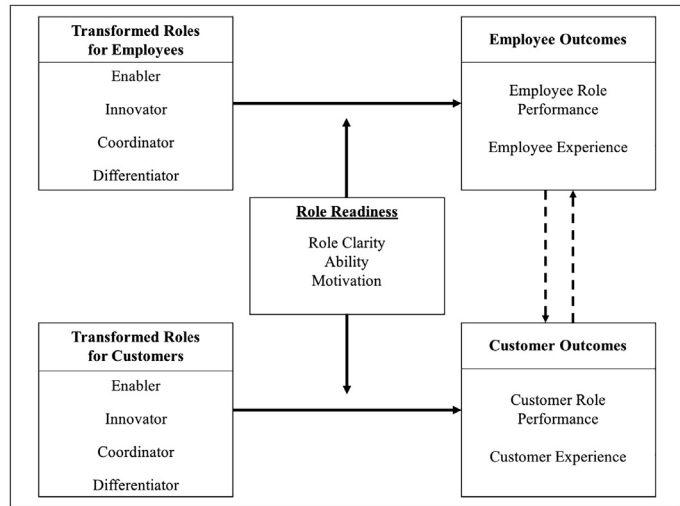 Transformed Roles
for Employees
Enabler
Innovator
Coordinator
Differentiator
Employee Outcomes
Employee Role
Performance
Employee Experience
Role Readiness
Role Clarity
Ability
Motivation
Transformed Roles
for Customers
Enabler
Innovator
Coordinator
Differentiator
Customer Outcomes
Customer Role
Performance
Customer Experience